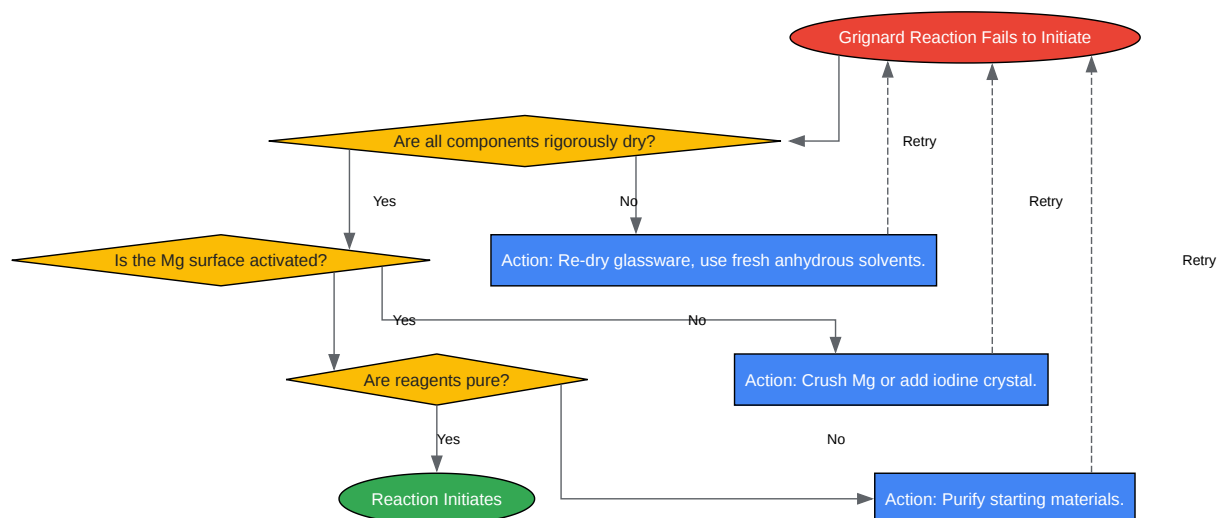 Grignard Reaction Fails to Initiate
Are all components rigorously dry?
Retry
Yes
No
Retry
Is the Mg surface activated?
Action: Re-dry glassware, use fresh anhydrous solvents.
Retry
Yes
No
Are reagents pure?
Action: Crush Mg or add iodine crystal.
Yes
No
Reaction Initiates
Action: Purify starting materials.